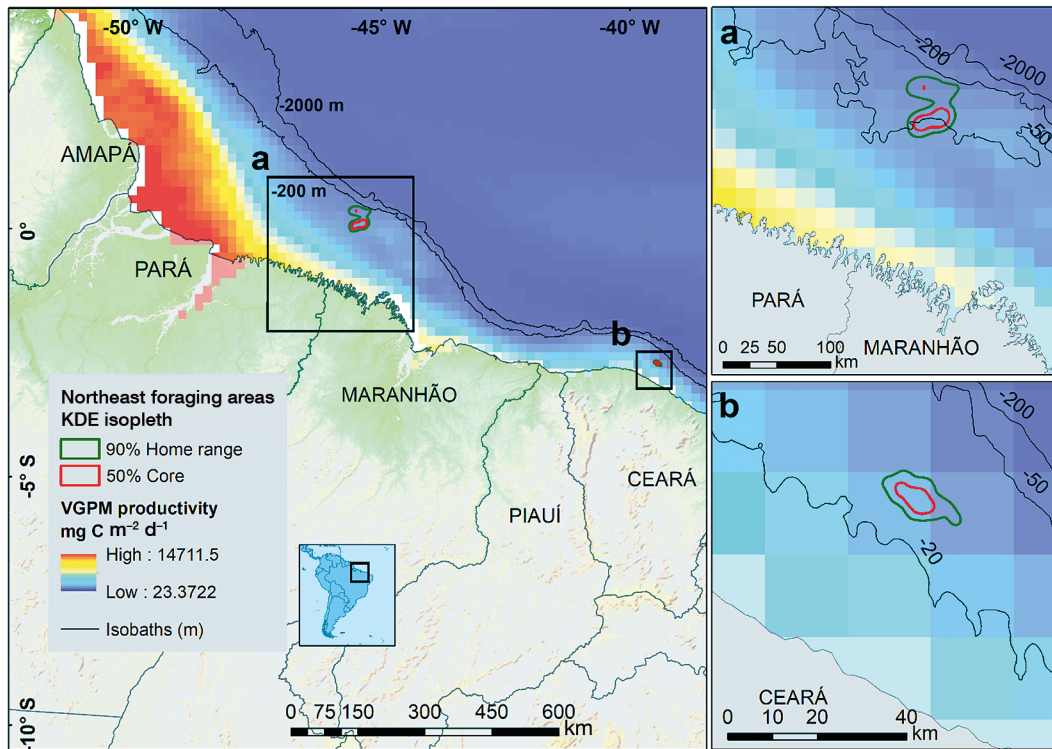 -50° W
-45° W
-40° W
-2000 m
a
-200 m
AMAPÁ
0°
PARÁ
b
MARANHÃO
CEARÁ
PIAUÍ
-5° S
-10° S
Northeast foraging areas
KDE isopleth
90% Home range
50% Core
VGPM productivity
mg C m⁻² d⁻¹
High : 14711.5
Low : 23.3722
Isobaths (m)
0 75 150 300 450 600
km
a
-200
-2000
-50
PARÁ
MARANHÃO
0 25 50 100
km
b
-200
-50
-20
CEARÁ
0 10 20 40
km